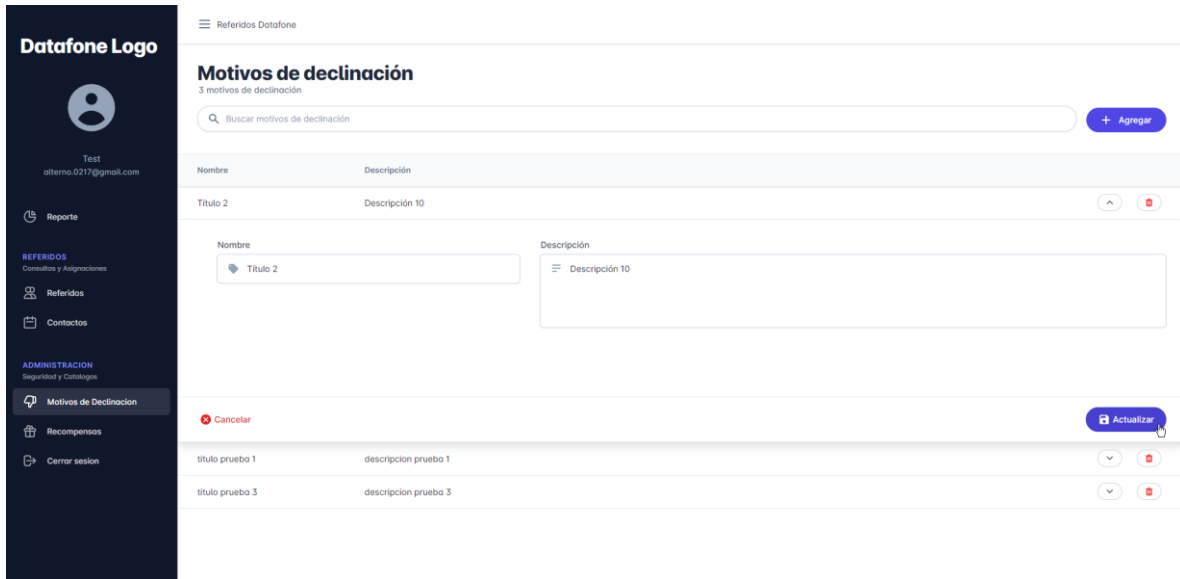 Datafone Logo
Test
alterno.0217@gmail.com
Reporte
REFERIDOS
Consultas y Asignaciones
Referidos
Contactos
ADMINISTRACION
Seguridad y Catalogos
Motivos de Declinacion
Recompensas
Cerrar sesion
Referidos Datafone
Motivos de declinación
3 motivos de declinación
Buscar motivos de declinación
+ Agregar
Nombre Descripción
Título 2 Descripción 10
Nombre Descripción
Título 2 Descripción 10
Cancelar Actualizar
titulo prueba 1 descripcion prueba 1
titulo prueba 3 descripcion prueba 3